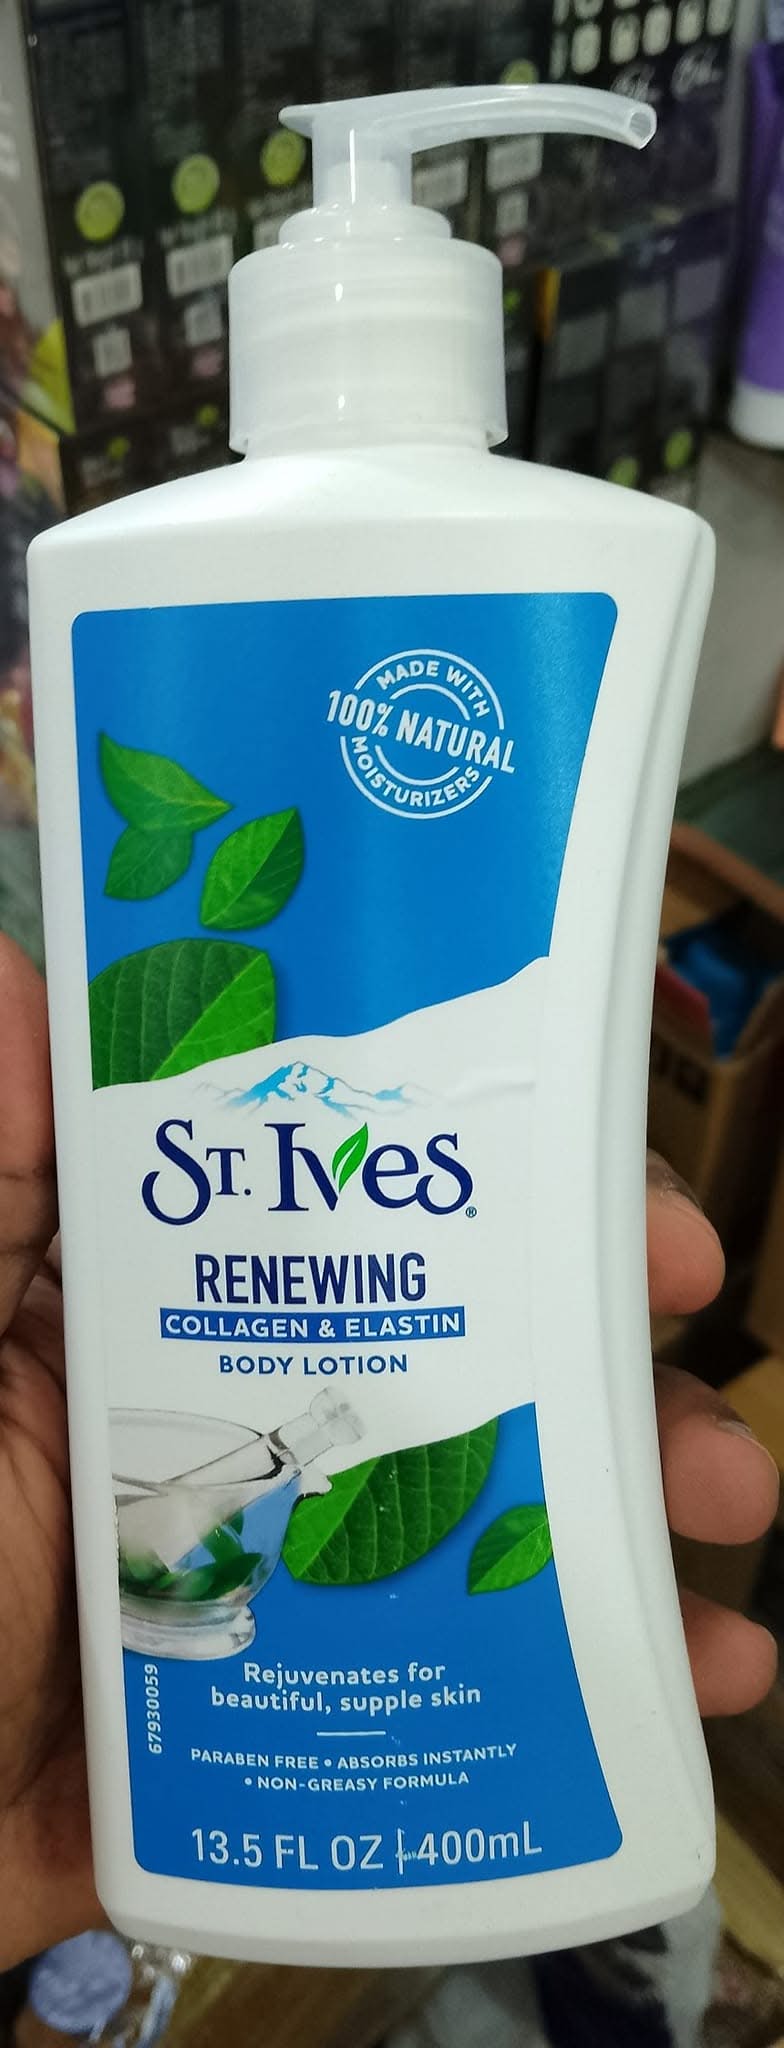 MADE WITH
100% NATURAL
MOISTURIZERS
ST. IVES®
RENEWING
COLLAGEN & ELASTIN
BODY LOTION
67930059
Rejuvenates for
beautiful, supple skin
PARABEN FREE • ABSORBS INSTANTLY
• NON-GREASY FORMULA
13.5 FL OZ | 400mL